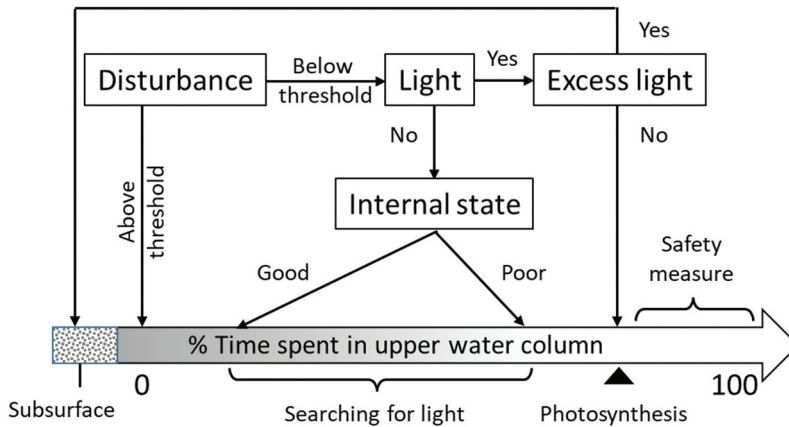 Yes
Disturbance
Below
threshold
Light
Yes
Excess light
No
No
Above
threshold
Internal state
Good
Poor
Safety
measure
% Time spent in upper water column
0
100
Subsurface
Searching for light
Photosynthesis